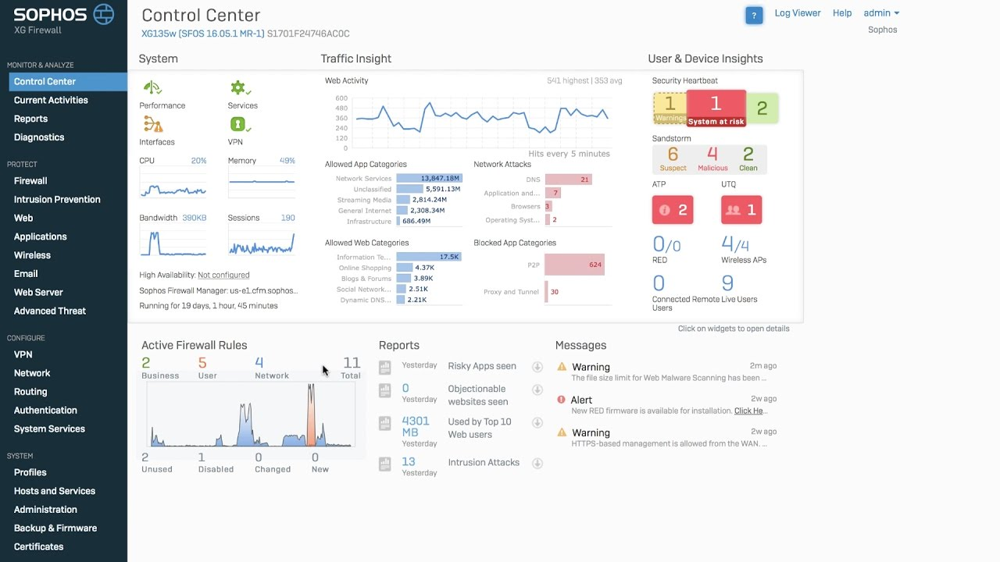 SOPHOS
XG Firewall
MONITOR & ANALYZE
Control Center
Current Activities
Reports
Diagnostics
PROTECT
Firewall
Intrusion Prevention
Web
Applications
Wireless
Email
Web Server
Advanced Threat
CONFIGURE
VPN
Network
Routing
Authentication
System Services
SYSTEM
Profiles
Hosts and Services
Administration
Backup & Firmware
Certificates
Control Center
XG135w [SFOS 16.05.1 MR-1] S1701F24746AC0C
?
Log Viewer
Help
admin
Sophos
System
Performance
Services
Interfaces
VPN
CPU 20%
Memory 49%
Bandwidth 390KB
Sessions 190
High Availability: Not configured
Sophos Firewall Manager: us-e1.cfm.sophos...
Running for 19 days, 1 hour, 45 minutes
Traffic Insight
Web Activity 541 highest | 353 avg
600
480
360
240
120
0
Hits every 5 minutes
Allowed App Categories
Network Services 13,847.18M
Unclassified 5,591.13M
Streaming Media 2,814.24M
General Internet 2,308.34M
Infrastructure 686.49M
Network Attacks
DNS 21
Application and... 7
Browsers 3
Operating Syst... 2
Allowed Web Categories
Information Te... 17.5K
Online Shopping 4.37K
Blogs & Forums 3.89K
Social Network... 2.51K
Dynamic DNS... 2.21K
Blocked App Categories
P2P 624
Proxy and Tunnel 30
User & Device Insights
Security Heartbeat
1 1 2
Warnings System at risk
Sandstorm
6 4 2
Suspect Malicious Clean
ATP UTQ
2 1
0/0 4/4
RED Wireless APs
0 9
Connected Remote Users
Live Users
Click on widgets to open details
Active Firewall Rules
2 5 4 11
Business User Network Total
2 1 0 0
Unused Disabled Changed New
Reports
Yesterday Risky Apps seen
0 Yesterday
Objectionable
websites seen
4301
MB
Yesterday
Used by Top 10
Web users
13 Intrusion Attacks
Yesterday
Messages
Warning 2m ago
The file size limit for Web Malware Scanning has been ...
Alert 2w ago
New RED firmware is available for installation. Click He...
Warning 2w ago
HTTPS-based management is allowed from the WAN. ...